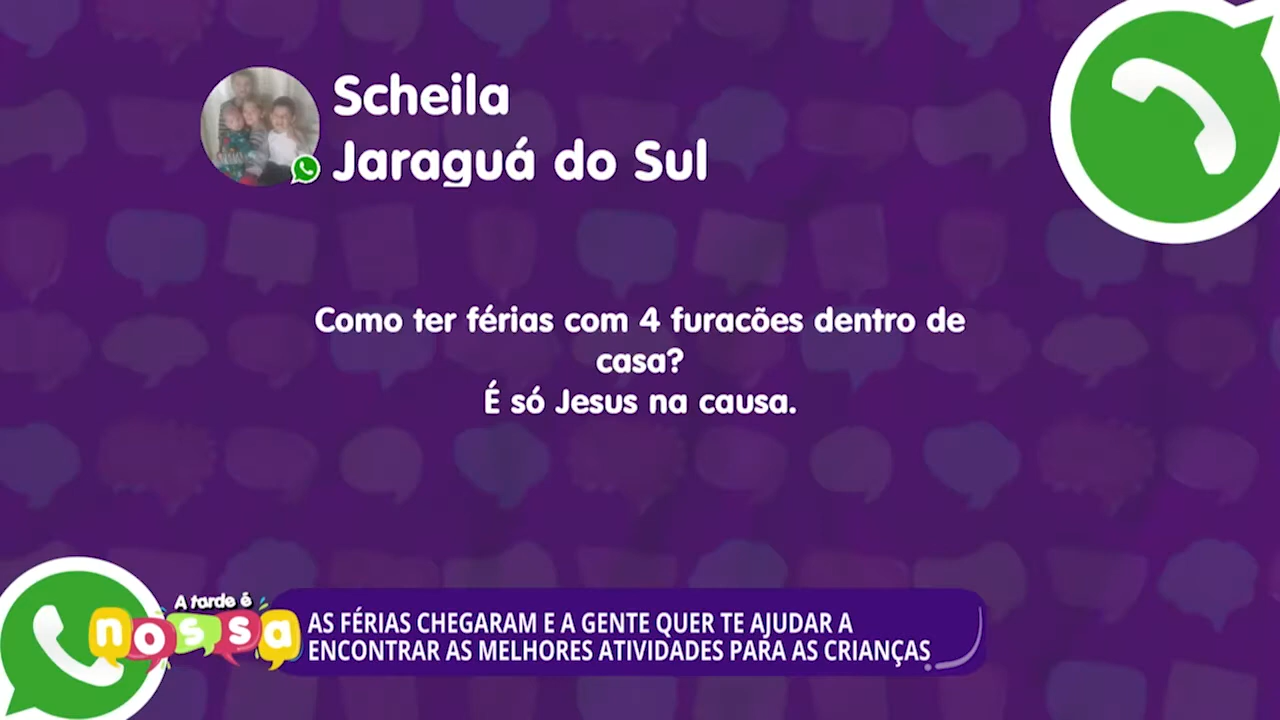 Scheila
Jaraguá do Sul
Como ter férias com 4 furacões dentro de
casa?
É só Jesus na causa.
A tarde é
nossa
AS FÉRIAS CHEGARAM E A GENTE QUER TE AJUDAR A
ENCONTRAR AS MELHORES ATIVIDADES PARA AS CRIANÇAS